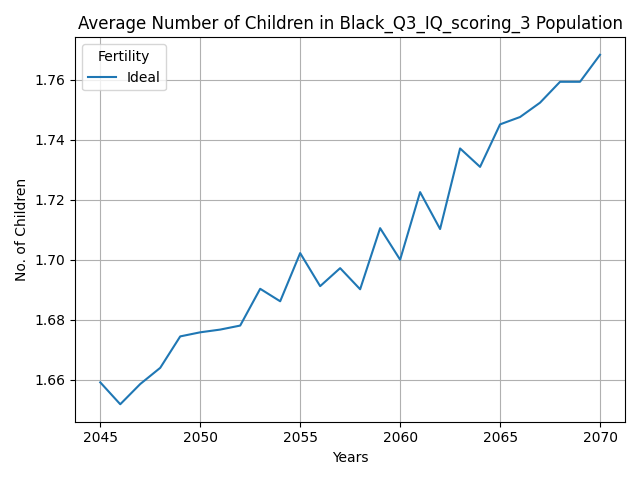 Average Number of Children in Black_Q3_IQ_scoring_3 Population
Fertility
Ideal
No. of Children
1.76
1.74
1.72
1.70
1.68
1.66
2045 2050 2055 2060 2065 2070
Years